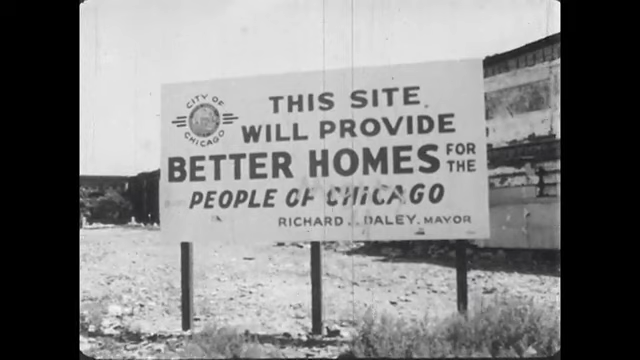 CITY OF
CHICAGO
THIS SITE
WILL PROVIDE
BETTER HOMES FOR THE
PEOPLE OF CHICAGO
RICHARD J. DALEY, MAYOR